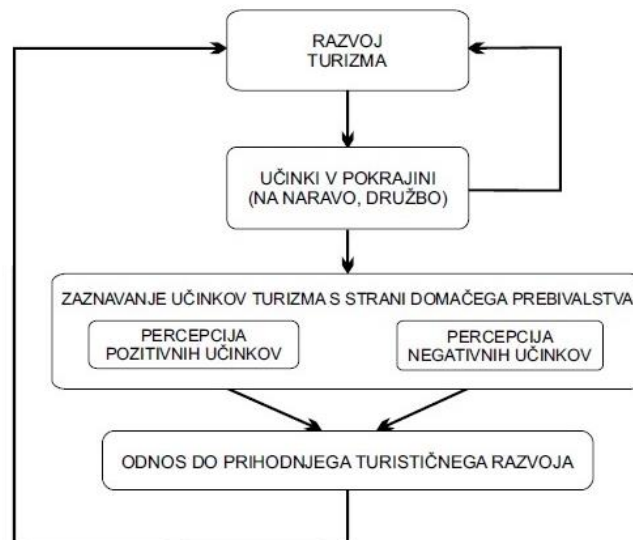 RAZVOJ
TURIZMA
UČINKI V POKRAJINI
(NA NARAVO, DRUŽBO)
ZAZNAVANJE UČINKOV TURIZMA S STRANI DOMAČEGA PREBIVALSTVA
PERCEPCIJA
POZITIVNIH UČINKOV
PERCEPCIJA
NEGATIVNIH UČINKOV
ODNOS DO PRIHODNJEGA TURISTIČNEGA RAZVOJA